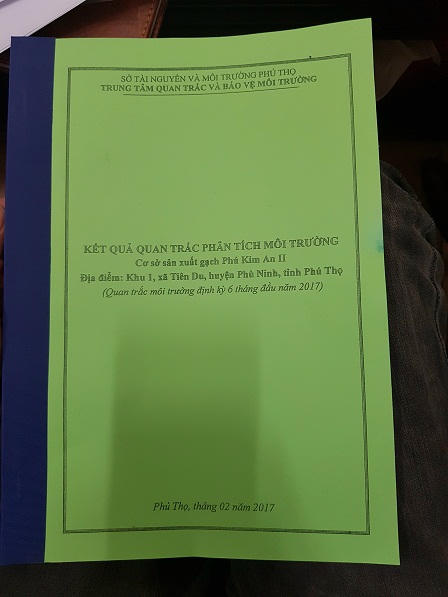 SỞ TÀI NGUYÊN VÀ MÔI TRƯỜNG PHÚ THỌ
TRUNG TÂM QUAN TRẮC VÀ BẢO VỆ MÔI TRƯỜNG
KẾT QUẢ QUAN TRẮC PHÂN TÍCH MÔI TRƯỜNG
Cơ sở sản xuất gạch Phú Kim An II
Địa điểm: Khu 1, xã Tiên Du, huyện Phù Ninh, tỉnh Phú Thọ
(Quan trắc môi trường định kỳ 6 tháng đầu năm 2017)
Phú Thọ, tháng 02 năm 2017